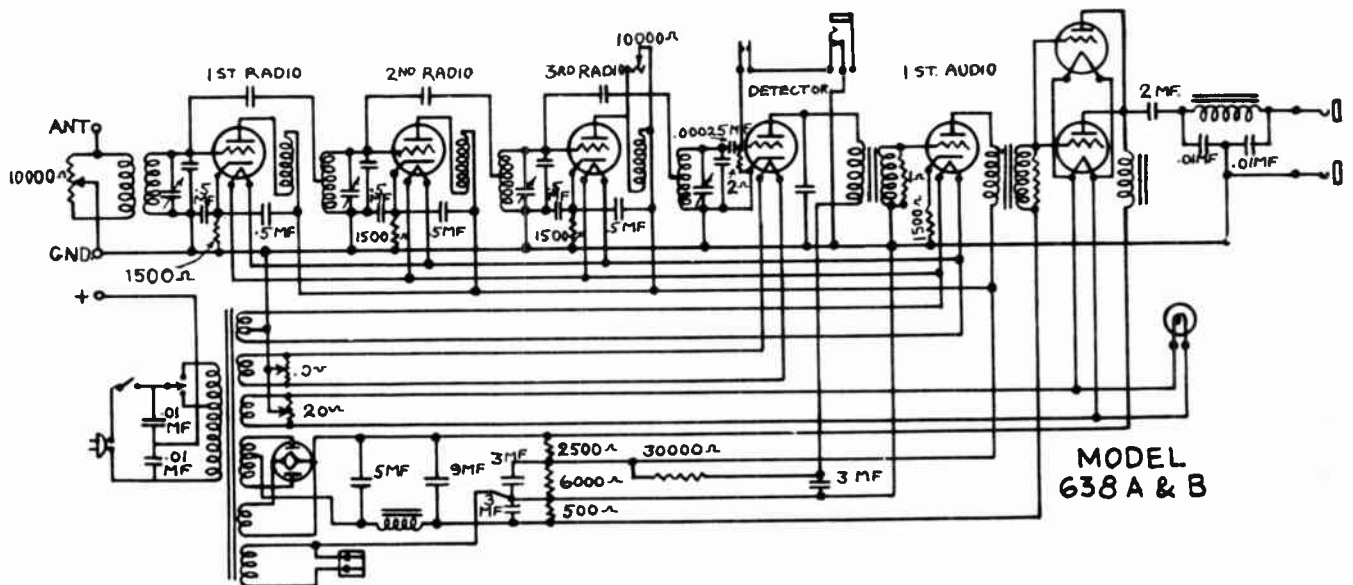 10000Ω
1ST RADIO
2ND RADIO
3RD RADIO
DETECTOR
1ST. AUDIO
2 MF.
ANT
.00025MF
.01MF
.01MF
10000Ω
2Ω
.5MF
.5MF
.5MF
1500Ω
1500Ω
1500Ω
GND
1500Ω
+
20Ω
.01
MF
.01
MF
5MF
9MF
3MF
2500Ω
30000Ω
6000Ω
3 MF
3
MF
500Ω
MODEL
638 A & B